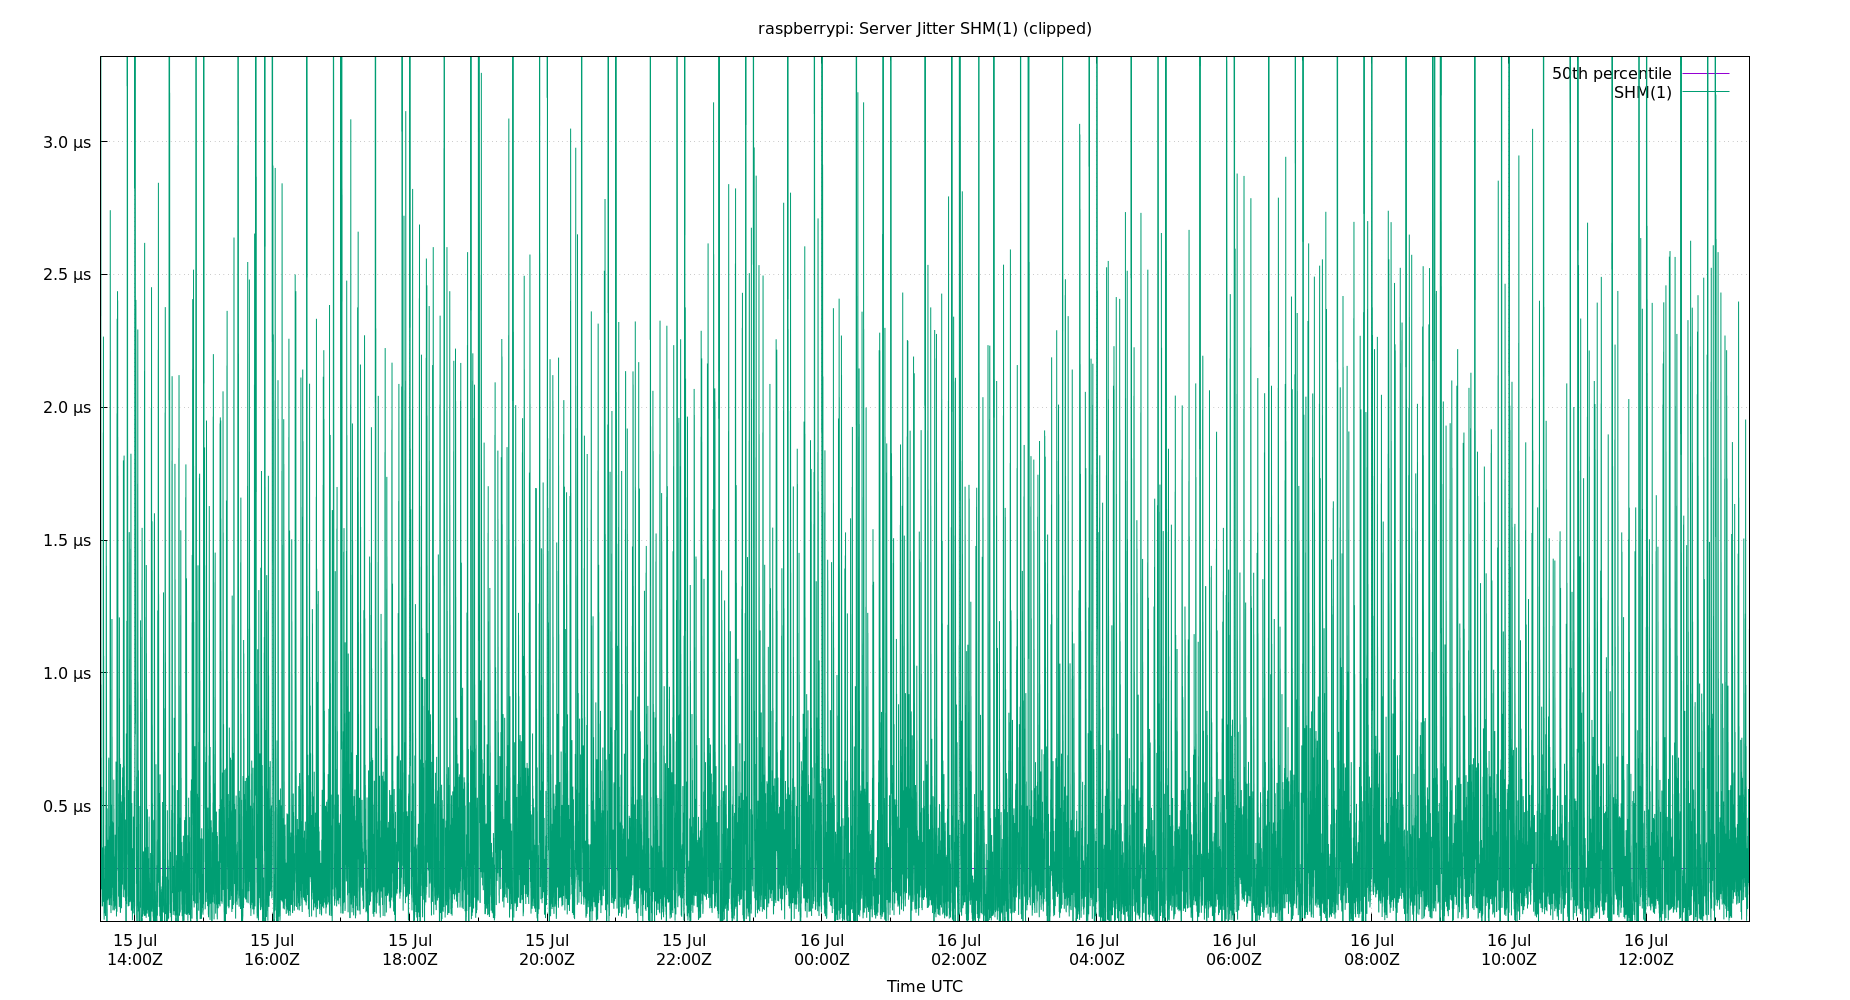 raspberrypi: Server Jitter SHM(1) (clipped)
50th percentile
SHM(1)
3.0 µs
2.5 µs
2.0 µs
1.5 µs
1.0 µs
0.5 µs
15 Jul 15 Jul 15 Jul 15 Jul 15 Jul 16 Jul 16 Jul 16 Jul 16 Jul 16 Jul 16 Jul 16 Jul
14:00Z 16:00Z 18:00Z 20:00Z 22:00Z 00:00Z 02:00Z 04:00Z 06:00Z 08:00Z 10:00Z 12:00Z
Time UTC